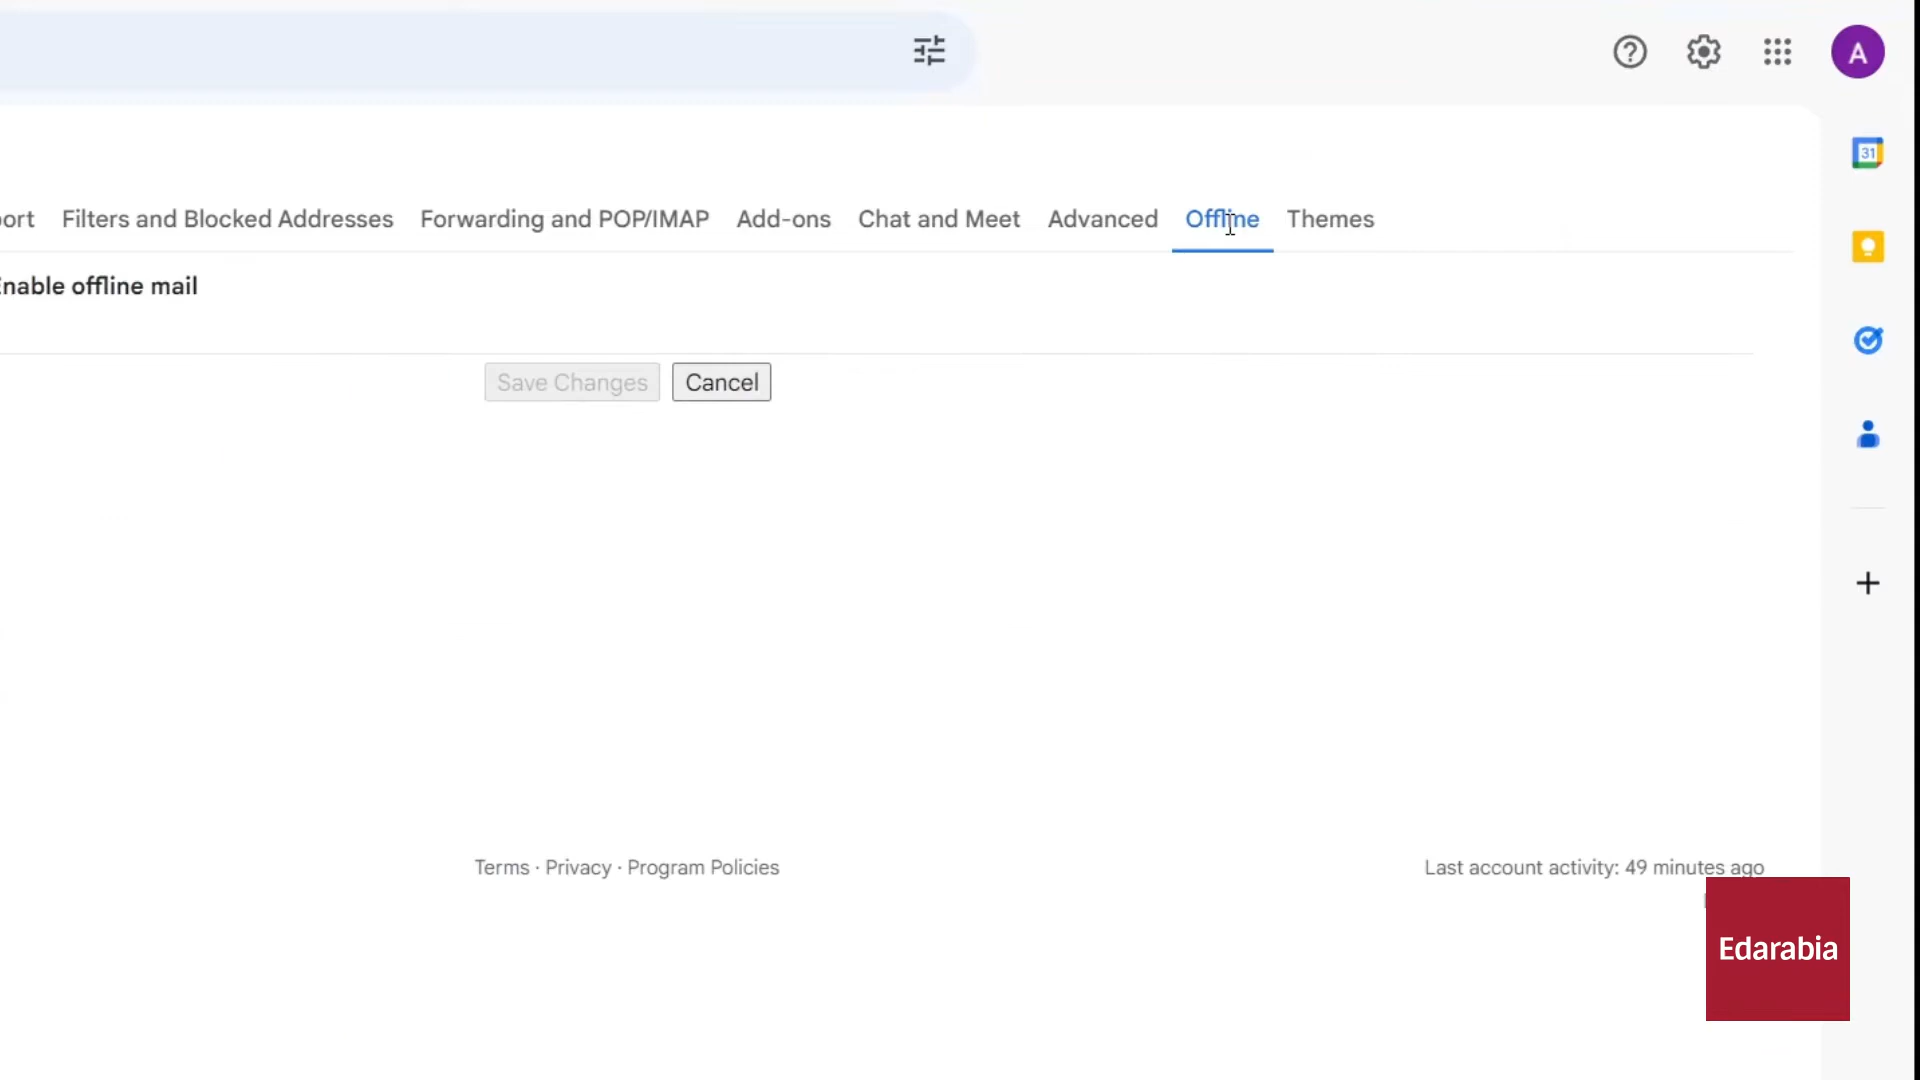 A
31
ort Filters and Blocked Addresses Forwarding and POP/IMAP Add-ons Chat and Meet Advanced Offline Themes
nable offline mail
Save Changes Cancel
Terms · Privacy · Program Policies Last account activity: 49 minutes ago
Edarabia